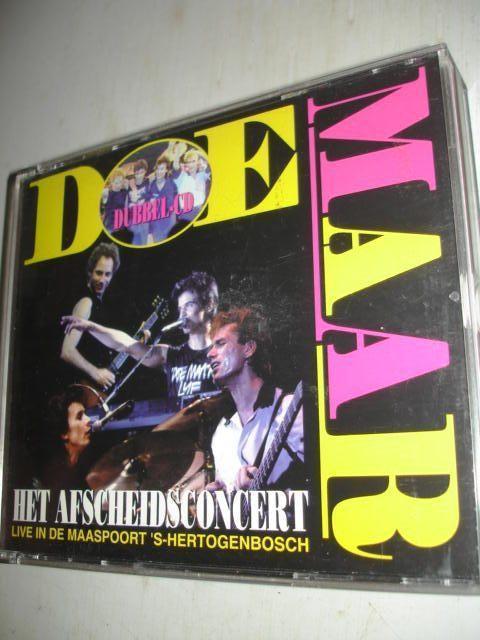 DOE
MAAR
DUBBEL-CD
HET AFSCHEIDSCONCERT
LIVE IN DE MAASPOORT 'S-HERTOGENBOSCH